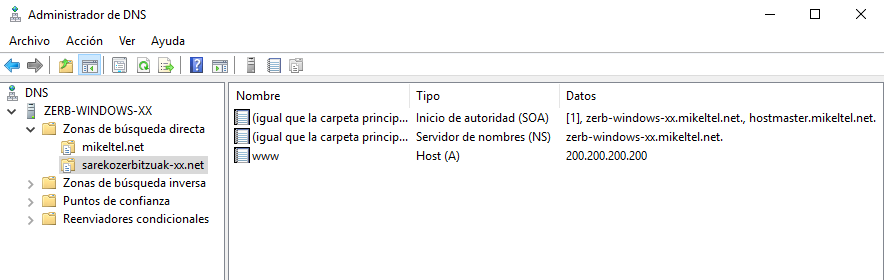 Administrador de DNS
Archivo Acción Ver Ayuda
DNS
ZERB-WINDOWS-XX
Zonas de búsqueda directa
mikeltel.net
sarekozerbitzuak-xx.net
Zonas de búsqueda inversa
Puntos de confianza
Reenviadores condicionales
Nombre Tipo Datos
(igual que la carpeta princip... Inicio de autoridad (SOA) [1], zerb-windows-xx.mikeltel.net., hostmaster.mikeltel.net.
(igual que la carpeta princip... Servidor de nombres (NS) zerb-windows-xx.mikeltel.net.
www Host (A) 200.200.200.200